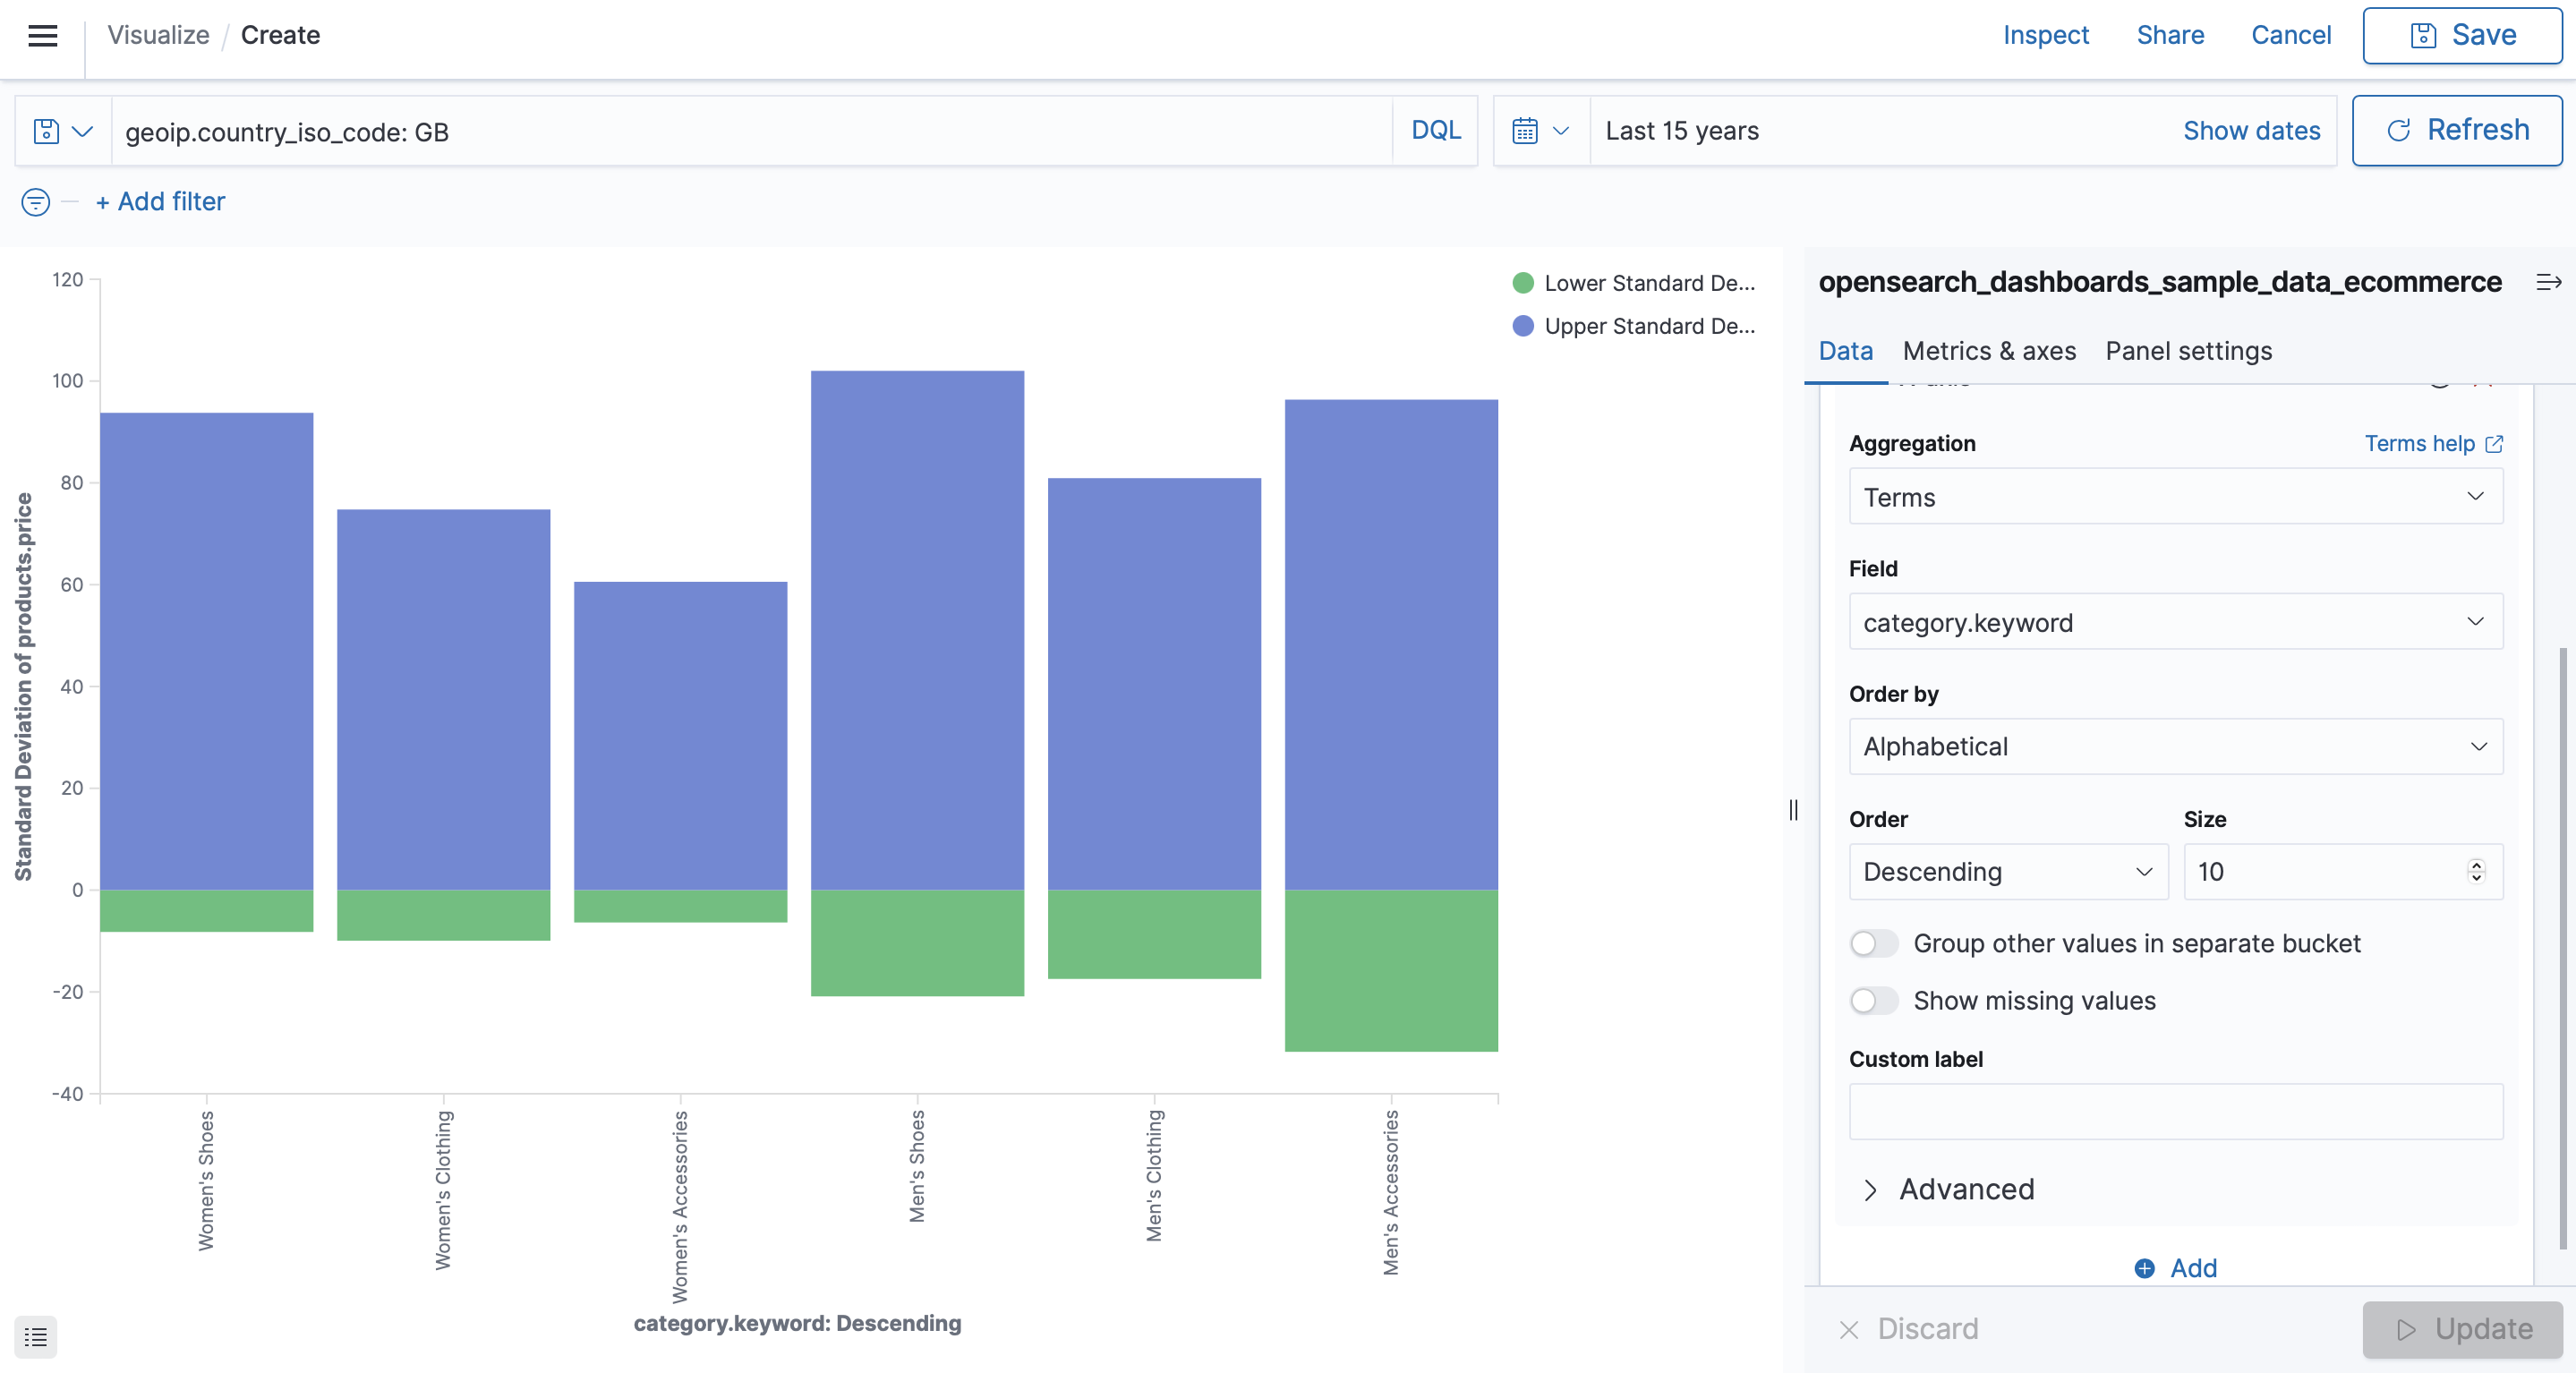 Visualize / Create
Inspect
Share
Cancel
Save
geoip.country_iso_code: GB
DQL
Last 15 years
Show dates
Refresh
+ Add filter
120
100
80
60
40
20
0
-20
-40
Standard Deviation of products.price
Women's Shoes
Women's Clothing
Women's Accessories
Men's Shoes
Men's Clothing
Men's Accessories
category.keyword: Descending
Lower Standard De...
Upper Standard De...
opensearch_dashboards_sample_data_ecommerce
Data
Metrics & axes
Panel settings
Aggregation
Terms help
Terms
Field
category.keyword
Order by
Alphabetical
Order
Size
Descending
10
Group other values in separate bucket
Show missing values
Custom label
Advanced
Add
Discard
Update